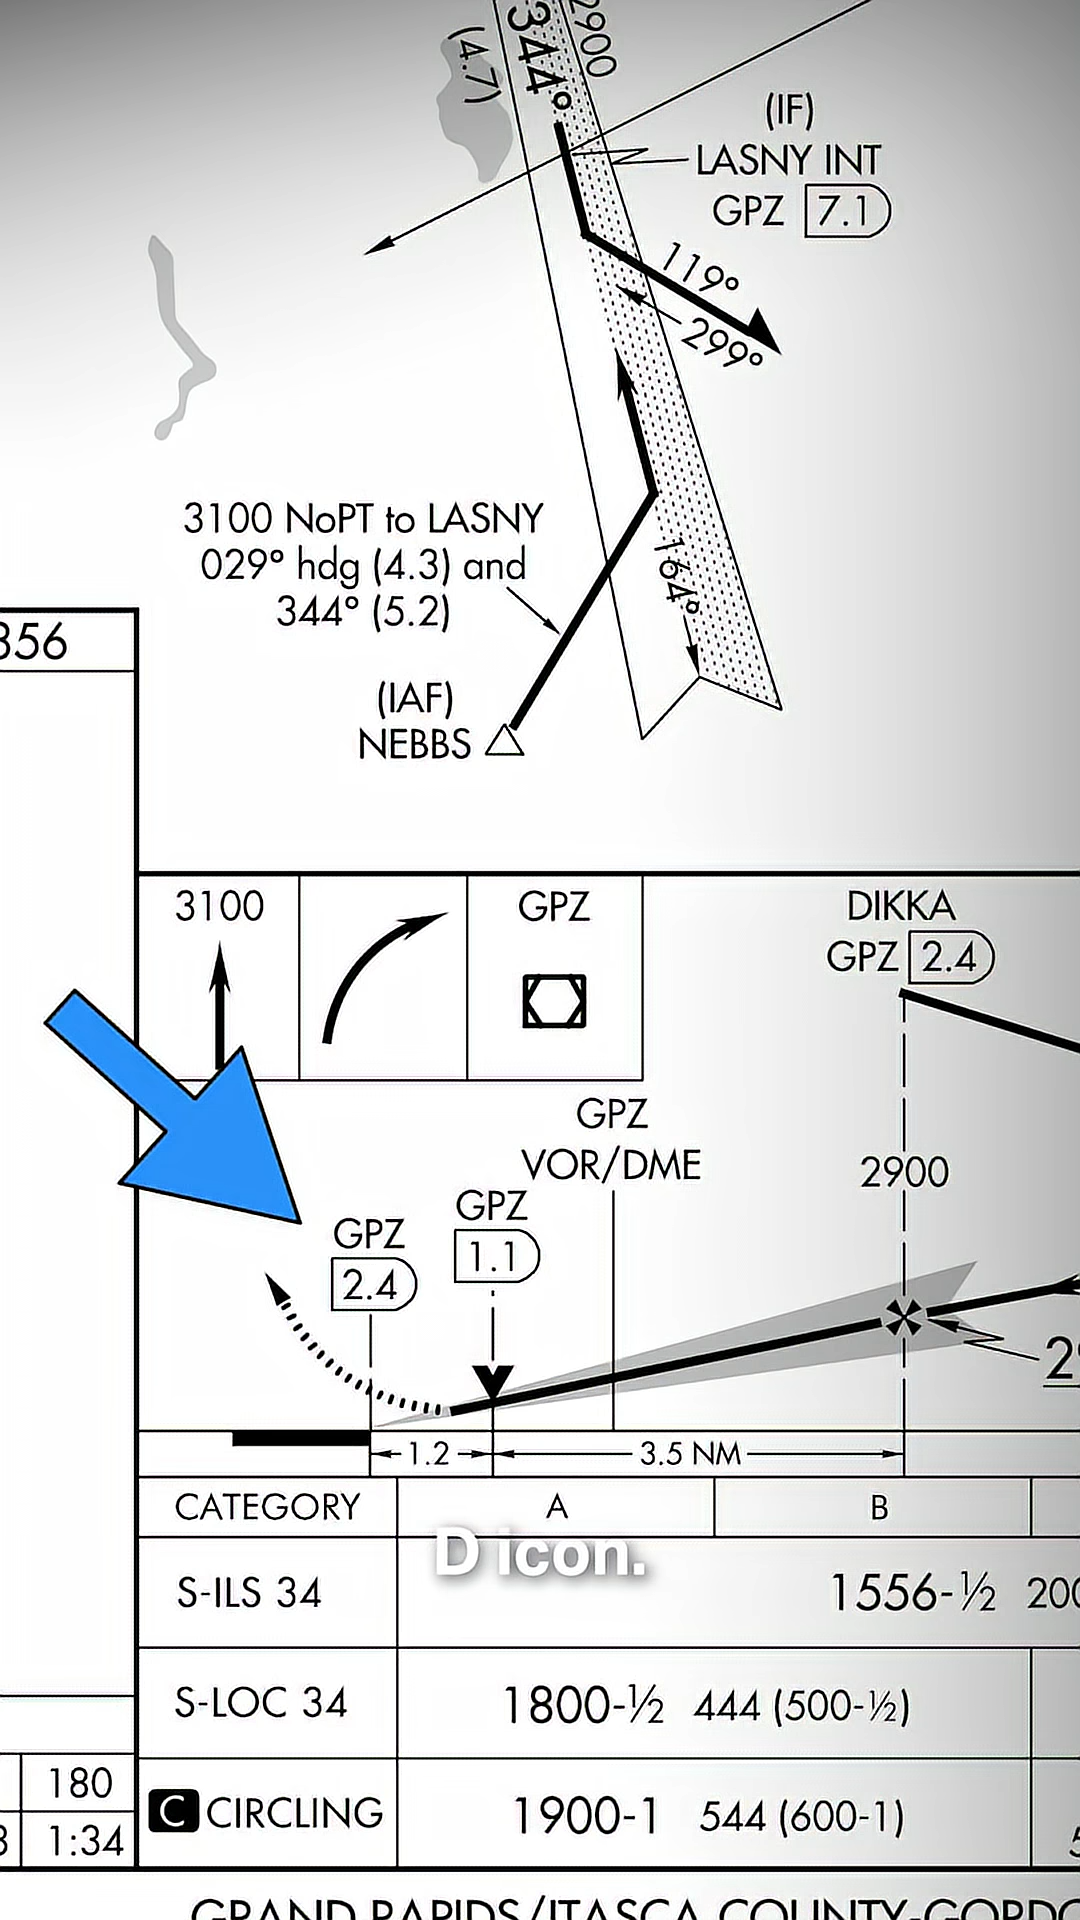 344°
2900
(4.7)
(IF)
LASNY INT
GPZ 7.1
119°
299°
3100 NoPT to LASNY
029° hdg (4.3) and
344° (5.2)
164°
(IAF)
NEBBS
356
3100
GPZ
DIKKA
GPZ 2.4
GPZ
VOR/DME
2900
GPZ
1.1
GPZ
2.4
1.2
3.5 NM
CATEGORY A B
D icon.
S-ILS 34 1556-½ 200
S-LOC 34 1800-½ 444 (500-½)
180
C CIRCLING 1900-1 544 (600-1)
1:34
GRAND RAPIDS/ITASCA COUNTY-GORDO